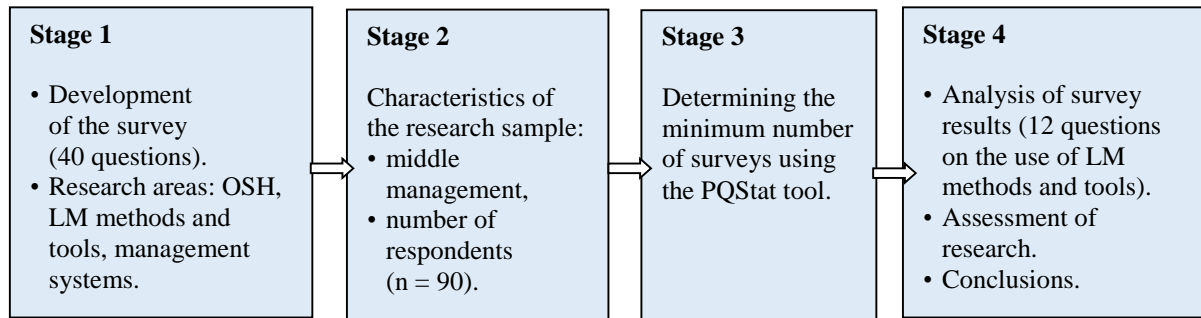 Stage 1
• Development
of the survey
(40 questions).
• Research areas: OSH,
LM methods and
tools, management
systems.
Stage 2
Characteristics of
the research sample:
• middle
management,
• number of
respondents
(n = 90).
Stage 3
Determining the
minimum number
of surveys using
the PQStat tool.
Stage 4
• Analysis of survey
results (12 questions
on the use of LM
methods and tools).
• Assessment of
research.
• Conclusions.